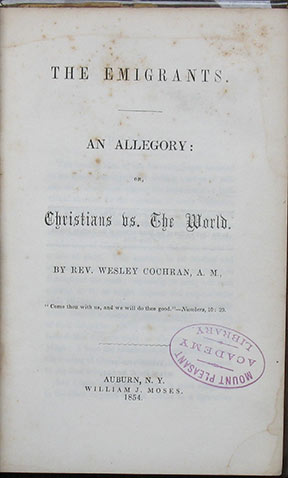 THE EMIGRANTS.
AN ALLEGORY:
OR,
Christians vs. The World.
BY REV. WESLEY COCHRAN, A. M.,
"Come thou with us, and we will do thee good."—Numbers, 10: 29.
MOUNT PLEASANT
ACADEMY
LIBRARY
AUBURN, N. Y.
WILLIAM J. MOSES.
1854.